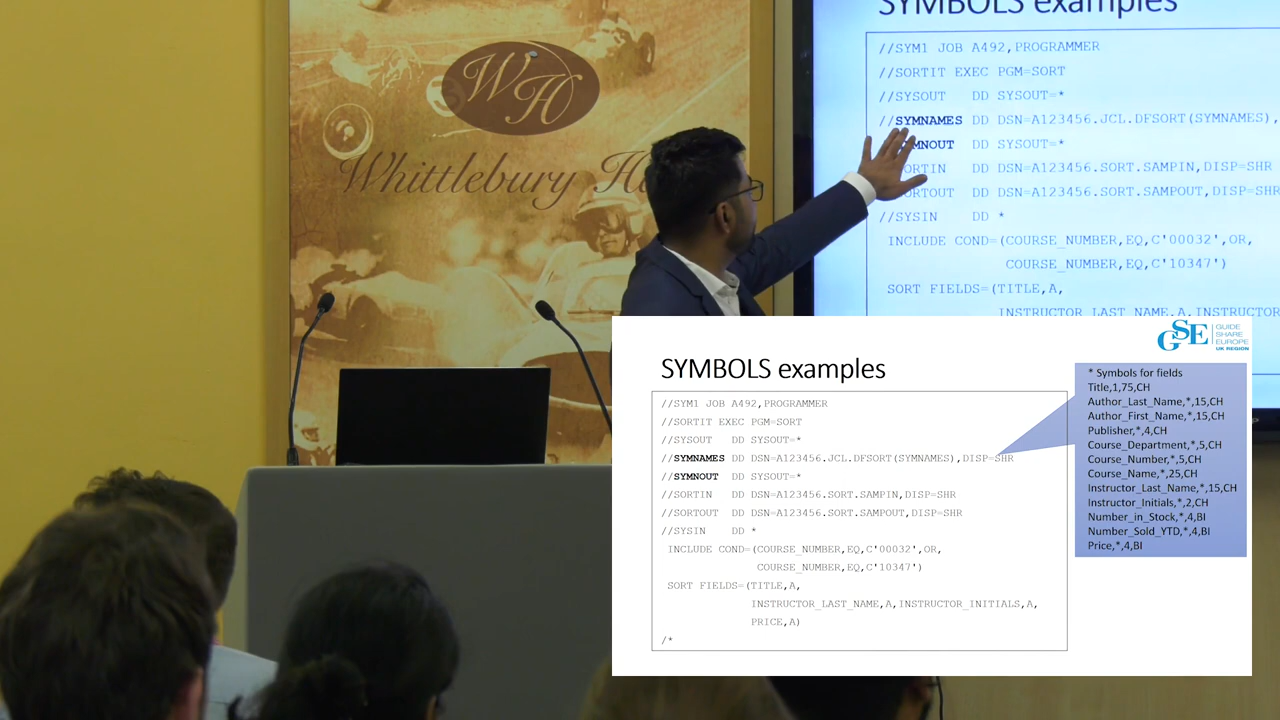 WH
Whittlebury
SYMBOLS examples
//SYM1 JOB A492,PROGRAMMER
//SORTIT EXEC PGM=SORT
//SYSOUT   DD SYSOUT=*
//SYMNAMES DD DSN=A123456.JCL.DFSORT(SYMNAMES),
DD SYSOUT=*
DD DSN=A123456.SORT.SAMPIN,DISP=SHR
DD DSN=A123456.SORT.SAMPOUT,DISP=SHR
//SYSIN    DD *
INCLUDE COND=(COURSE_NUMBER,EQ,C'00032',OR,
COURSE_NUMBER,EQ,C'10347')
SORT FIELDS=(TITLE,A,
INSTRUCTOR_LAST_NAME,A,INSTRUCTOR
GSE GUIDE
SHARE
EUROPE
UK REGION
SYMBOLS examples
//SYM1 JOB A492,PROGRAMMER
//SORTIT EXEC PGM=SORT
//SYSOUT   DD SYSOUT=*
//SYMNAMES DD DSN=A123456.JCL.DFSORT(SYMNAMES),DISP=SHR
//SYMNOUT  DD SYSOUT=*
//SORTIN   DD DSN=A123456.SORT.SAMPIN,DISP=SHR
//SORTOUT  DD DSN=A123456.SORT.SAMPOUT,DISP=SHR
//SYSIN    DD *
INCLUDE COND=(COURSE_NUMBER,EQ,C'00032',OR,
COURSE_NUMBER,EQ,C'10347')
SORT FIELDS=(TITLE,A,
INSTRUCTOR_LAST_NAME,A,INSTRUCTOR_INITIALS,A,
PRICE,A)
/*
* Symbols for fields
Title,1,75,CH
Author_Last_Name,*,15,CH
Author_First_Name,*,15,CH
Publisher,*,4,CH
Course_Department,*,5,CH
Course_Number,*,5,CH
Course_Name,*,25,CH
Instructor_Last_Name,*,15,CH
Instructor_Initials,*,2,CH
Number_in_Stock,*,4,BI
Number_Sold_YTD,*,4,BI
Price,*,4,BI